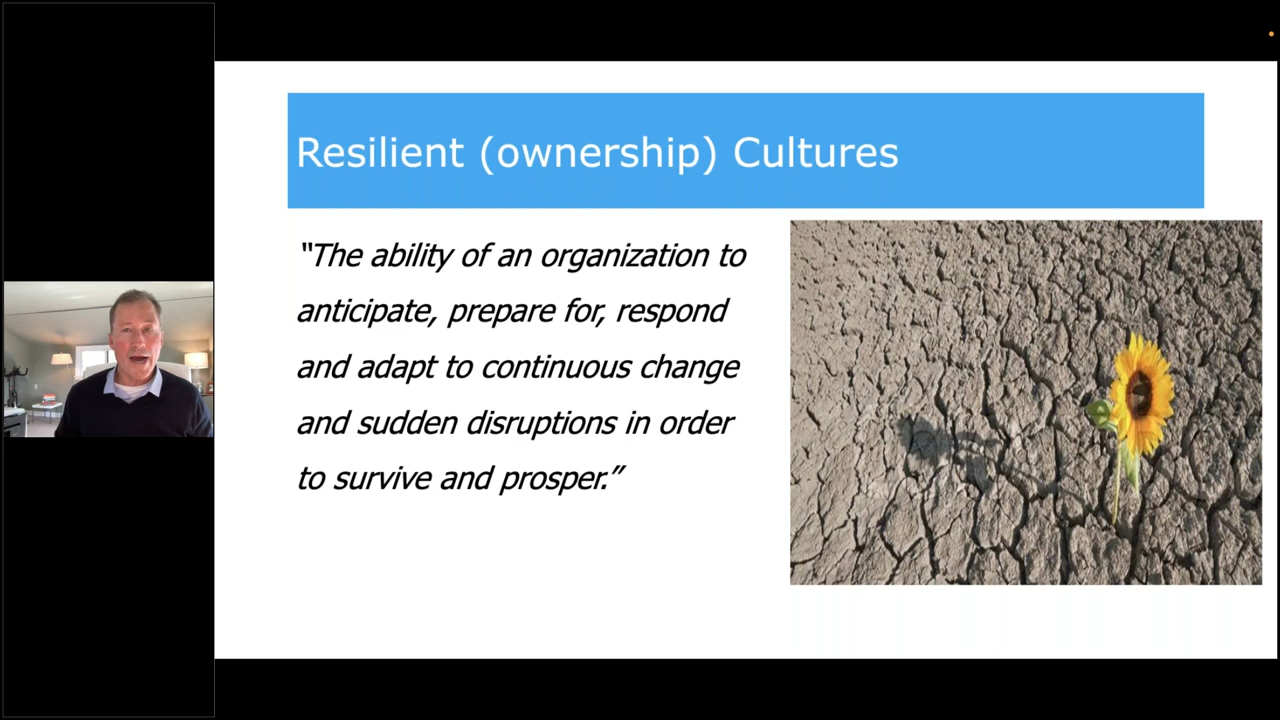 Resilient (ownership) Cultures
“The ability of an organization to
anticipate, prepare for, respond
and adapt to continuous change
and sudden disruptions in order
to survive and prosper.”